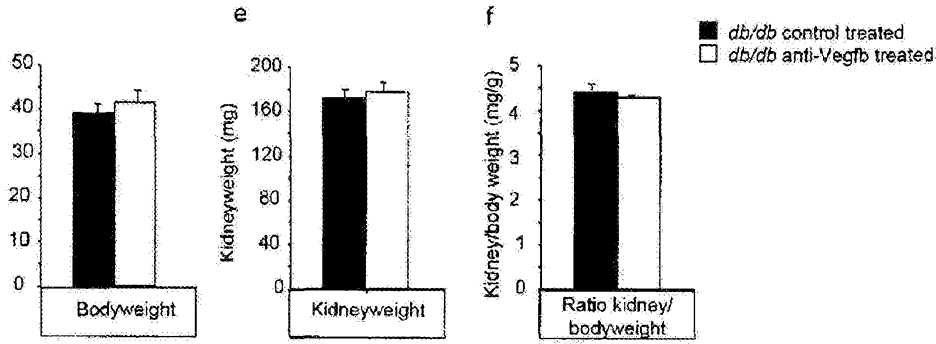 e
f
db/db control treated
db/db anti-Vegfb treated
50
40
30
20
10
0
Bodyweight
Kidneyweight (mg)
200
160
120
80
40
0
Kidneyweight
Kidney/body weight (mg/g)
5
4
3
2
1
0
Ratio kidney/
bodyweight